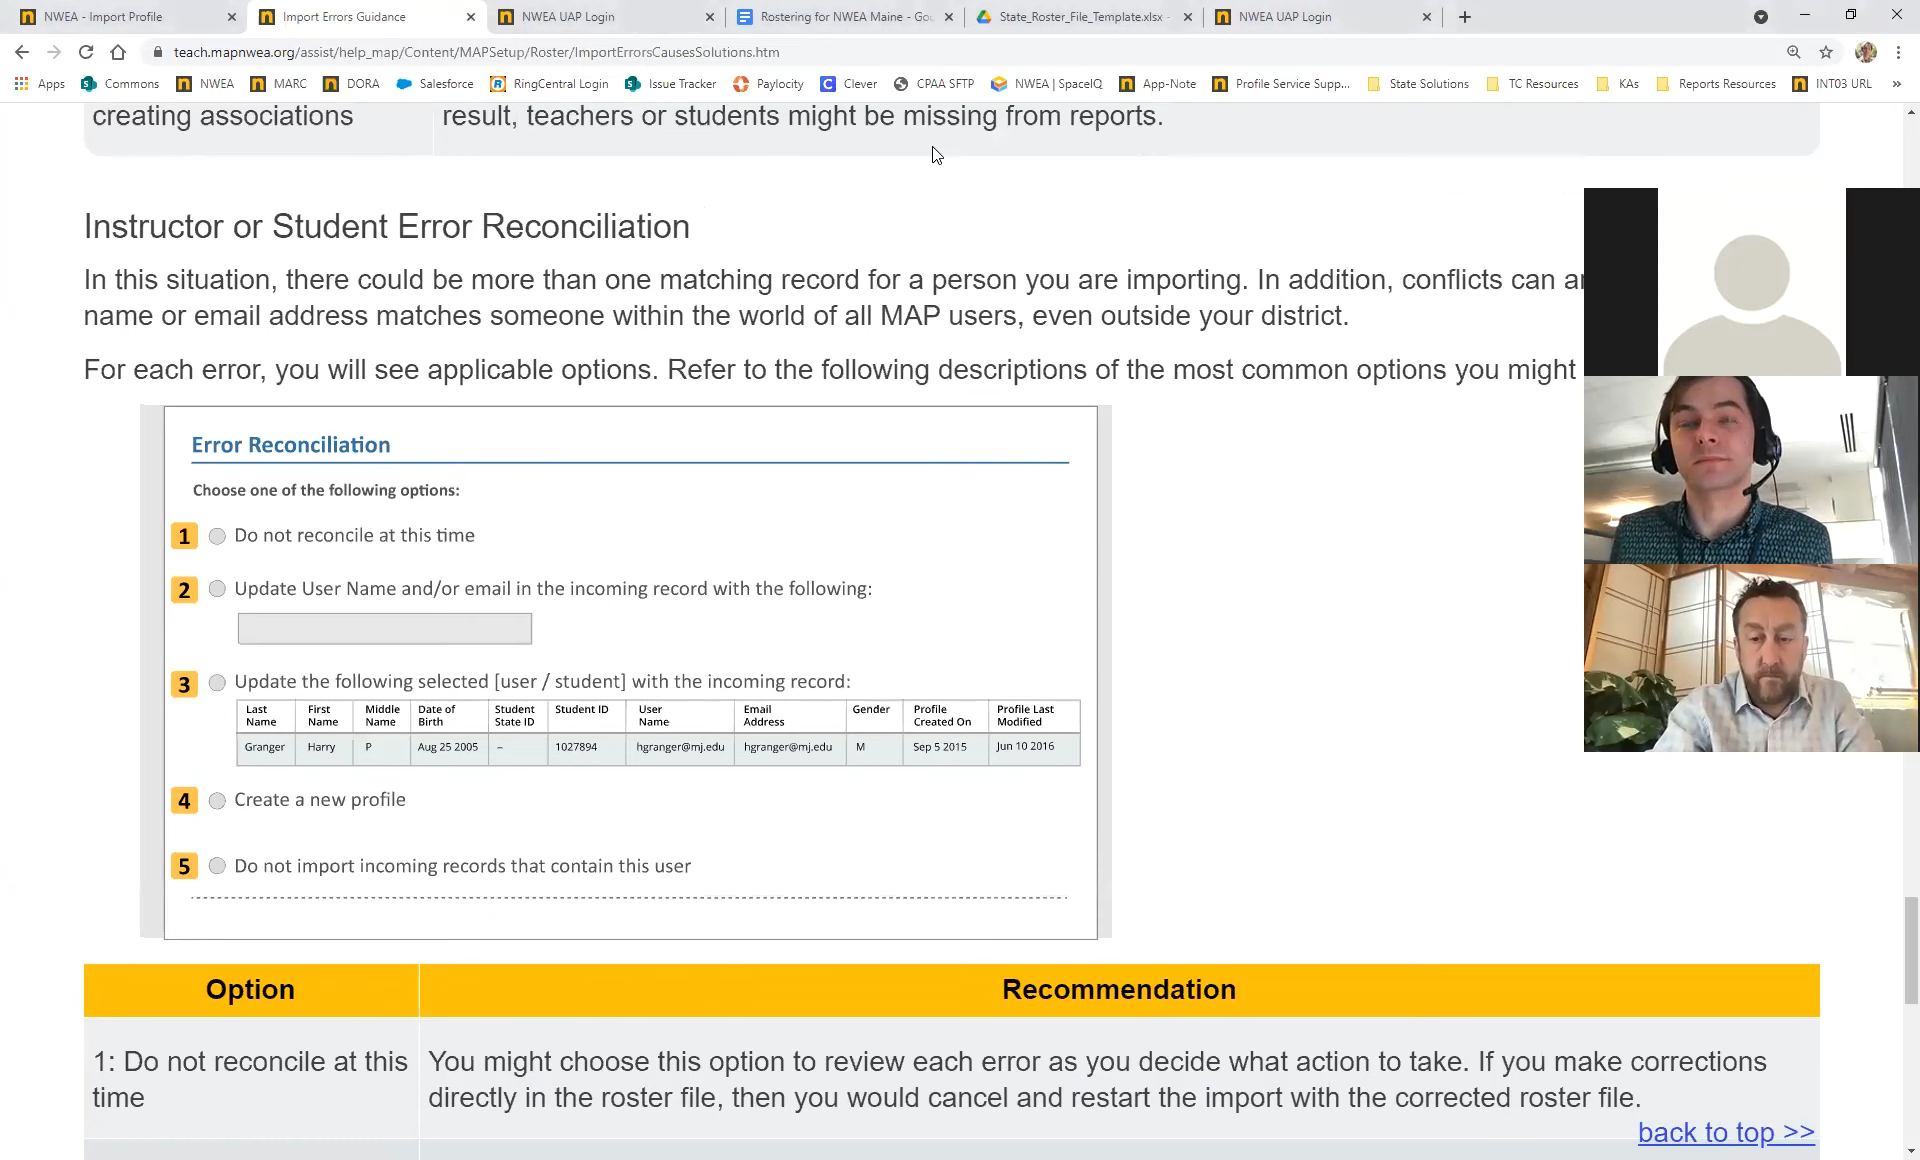 NWEA - Import Profile
Import Errors Guidance
NWEA UAP Login
Rostering for NWEA Maine - Goo
State_Roster_File_Template.xlsx -
NWEA UAP Login
teach.mapnwea.org/assist/help_map/Content/MAPSetup/Roster/ImportErrorsCausesSolutions.htm
Apps
Commons
NWEA
MARC
DORA
Salesforce
RingCentral Login
Issue Tracker
Paylocity
Clever
CPAA SFTP
NWEA | SpaceIQ
App-Note
Profile Service Supp...
State Solutions
TC Resources
KAs
Reports Resources
INT03 URL
creating associations
result, teachers or students might be missing from reports.
Instructor or Student Error Reconciliation
In this situation, there could be more than one matching record for a person you are importing. In addition, conflicts can
name or email address matches someone within the world of all MAP users, even outside your district.
For each error, you will see applicable options. Refer to the following descriptions of the most common options you might
Error Reconciliation
Choose one of the following options:
1 Do not reconcile at this time
2 Update User Name and/or email in the incoming record with the following:
3 Update the following selected [user / student] with the incoming record:
Last Name First Name Middle Name Date of Birth Student State ID Student ID User Name Email Address Gender Profile Created On Profile Last Modified
Granger Harry P Aug 25 2005 – 1027894 hgranger@mj.edu hgranger@mj.edu M Sep 5 2015 Jun 10 2016
4 Create a new profile
5 Do not import incoming records that contain this user
Option Recommendation
1: Do not reconcile at this time
You might choose this option to review each error as you decide what action to take. If you make corrections
directly in the roster file, then you would cancel and restart the import with the corrected roster file.
back to top >>